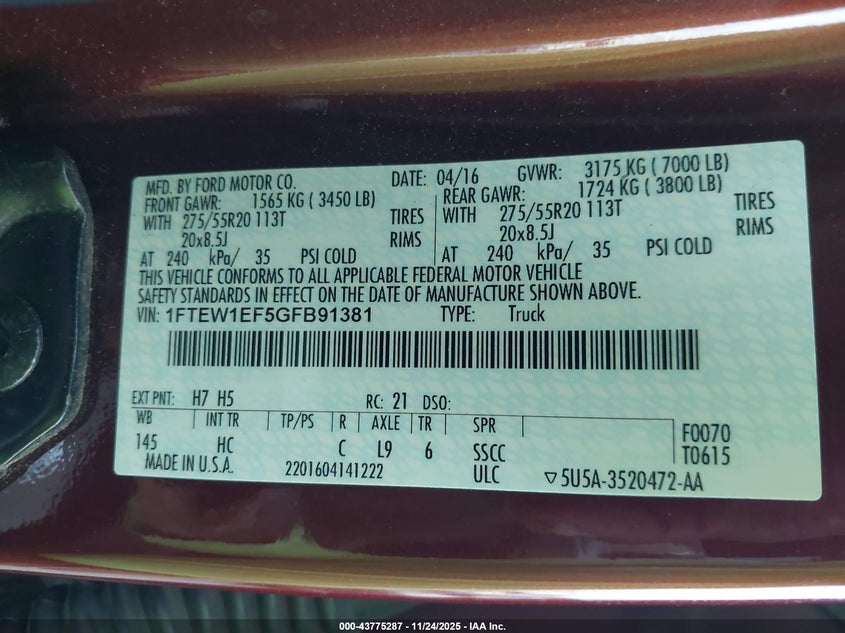 MFD. BY FORD MOTOR CO. DATE: 04/16 GVWR: 3175 KG ( 7000 LB)
FRONT GAWR: 1565 KG ( 3450 LB) REAR GAWR: 1724 KG ( 3800 LB)
WITH 275/55R20 113T TIRES WITH 275/55R20 113T TIRES
20x8.5J RIMS 20x8.5J RIMS
AT 240 kPa/ 35 PSI COLD AT 240 kPa/ 35 PSI COLD
THIS VEHICLE CONFORMS TO ALL APPLICABLE FEDERAL MOTOR VEHICLE
SAFETY STANDARDS IN EFFECT ON THE DATE OF MANUFACTURE SHOWN ABOVE.
VIN: 1FTEW1EF5GFB91381 TYPE: Truck
EXT PNT: H7 H5 RC: 21 DSO:
WB INT TR TP/PS R AXLE TR SPR F0070
145 HC C L9 6 SSCC T0615
MADE IN U.S.A. 2201604141222 ULC ▽5U5A-3520472-AA
000-43775287 - 11/24/2025 - IAA Inc.